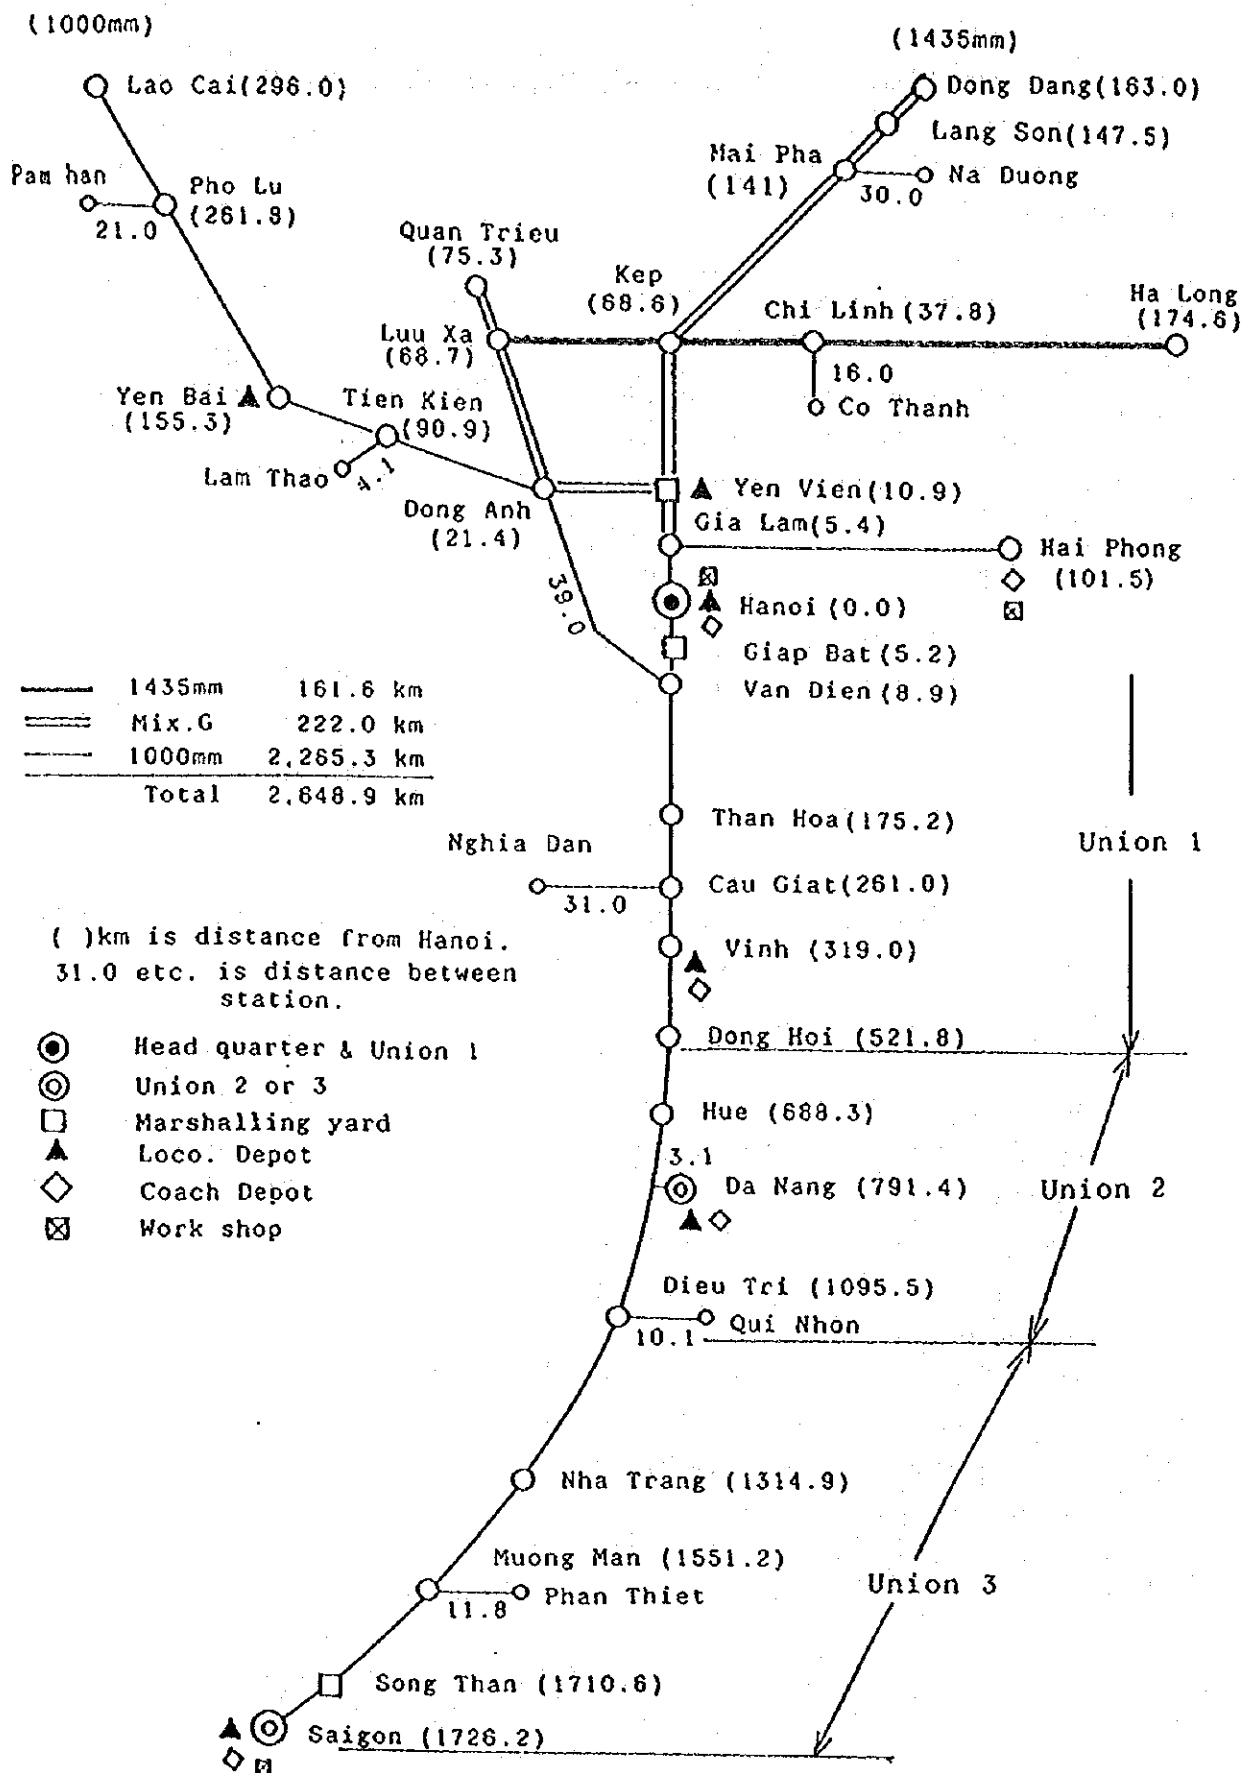 (1000mm)
(1435mm)
Lao Cai(296.0)
Dong Dang(163.0)
Lang Son(147.5)
Mai Pha
(141)
Na Duong
30.0
Pam han
21.0
Pho Lu
(261.8)
Quan Trieu
(75.3)
Kep
(68.6)
Chi Linh (37.8)
Ha Long
(174.6)
Luu Xa
(68.7)
16.0
Co Thanh
Yen Bai
(155.3)
Tien Kien
(90.9)
Lam Thao
4.1
Dong Anh
(21.4)
Yen Vien(10.9)
Gia Lam(5.4)
Hai Phong
(101.5)
39.0
Hanoi (0.0)
Giap Bat (5.2)
Van Dien (8.9)
1435mm 161.6 km
Mix.G 222.0 km
1000mm 2,265.3 km
Total 2,648.9 km
Than Hoa(175.2)
Union 1
Nghia Dan
31.0
Cau Giat(261.0)
Vinh (319.0)
( )km is distance from Hanoi.
31.0 etc. is distance between
station.
Dong Hoi (521.8)
Head quarter & Union 1
Union 2 or 3
Marshalling yard
Loco. Depot
Coach Depot
Work shop
Hue (688.3)
3.1
Da Nang (791.4)
Union 2
Dieu Tri (1095.5)
10.1
Qui Nhon
Nha Trang (1314.9)
Muong Man (1551.2)
11.8
Phan Thiet
Union 3
Song Than (1710.6)
Saigon (1726.2)